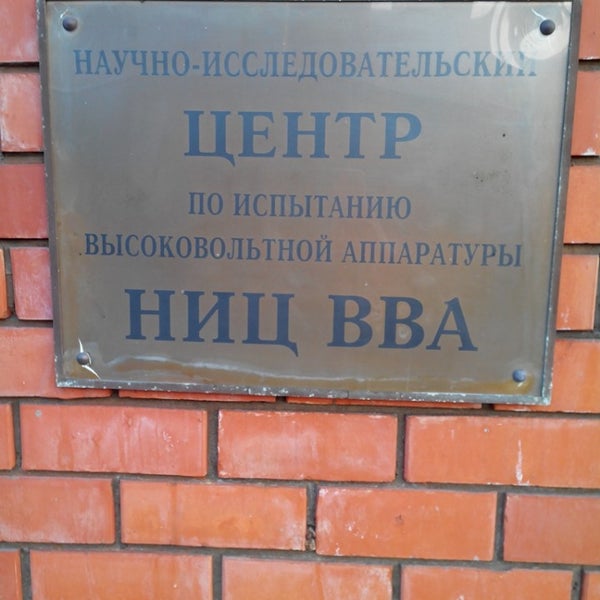 НАУЧНО-ИССЛЕДОВАТЕЛЬСКИЙ
ЦЕНТР
ПО ИСПЫТАНИЮ
ВЫСОКОВОЛЬТНОЙ АППАРАТУРЫ
НИЦ ВВА